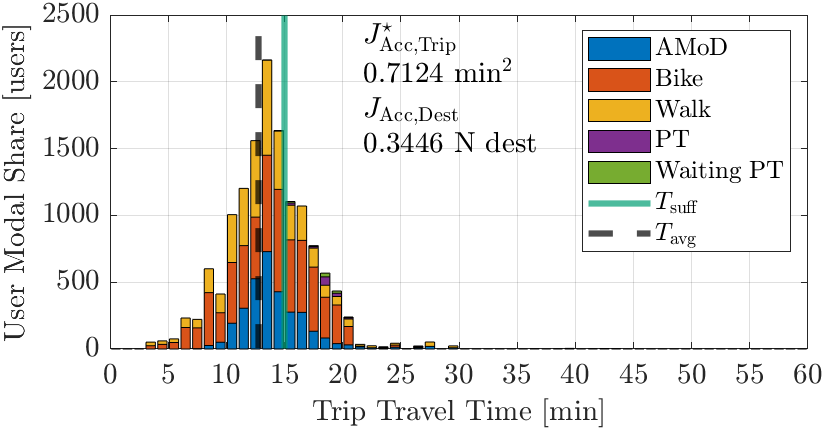 2500
2000
1500
1000
500
0
User Modal Share [users]
J⋆Acc,Trip
0.7124 min²
JAcc,Dest
0.3446 N dest
AMoD
Bike
Walk
PT
Waiting PT
Tsuff
Tavg
0 5 10 15 20 25 30 35 40 45 50 55 60
Trip Travel Time [min]